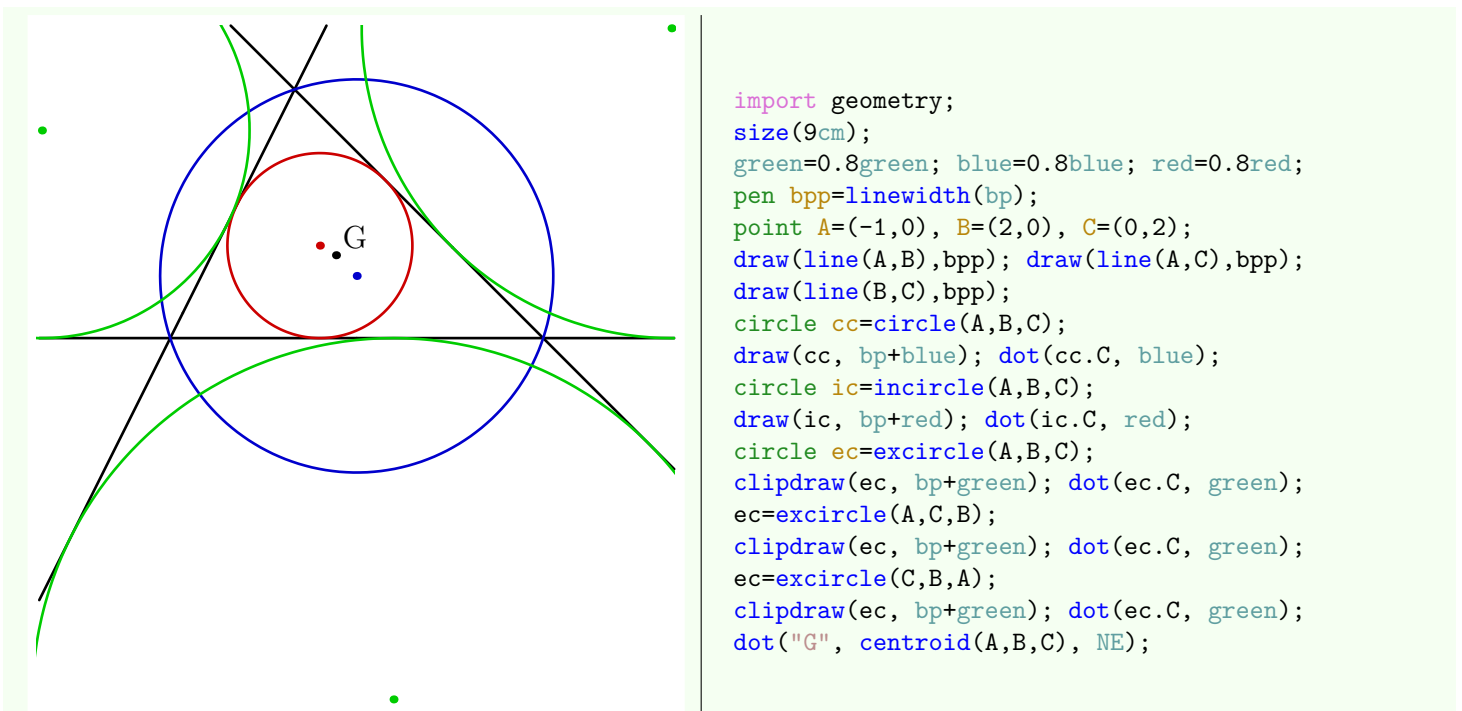 G
import geometry;
size(9cm);
green=0.8green; blue=0.8blue; red=0.8red;
pen bpp=linewidth(bp);
point A=(-1,0), B=(2,0), C=(0,2);
draw(line(A,B),bpp); draw(line(A,C),bpp);
draw(line(B,C),bpp);
circle cc=circle(A,B,C);
draw(cc, bp+blue); dot(cc.C, blue);
circle ic=incircle(A,B,C);
draw(ic, bp+red); dot(ic.C, red);
circle ec=excircle(A,B,C);
clipdraw(ec, bp+green); dot(ec.C, green);
ec=excircle(A,C,B);
clipdraw(ec, bp+green); dot(ec.C, green);
ec=excircle(C,B,A);
clipdraw(ec, bp+green); dot(ec.C, green);
dot("G", centroid(A,B,C), NE);